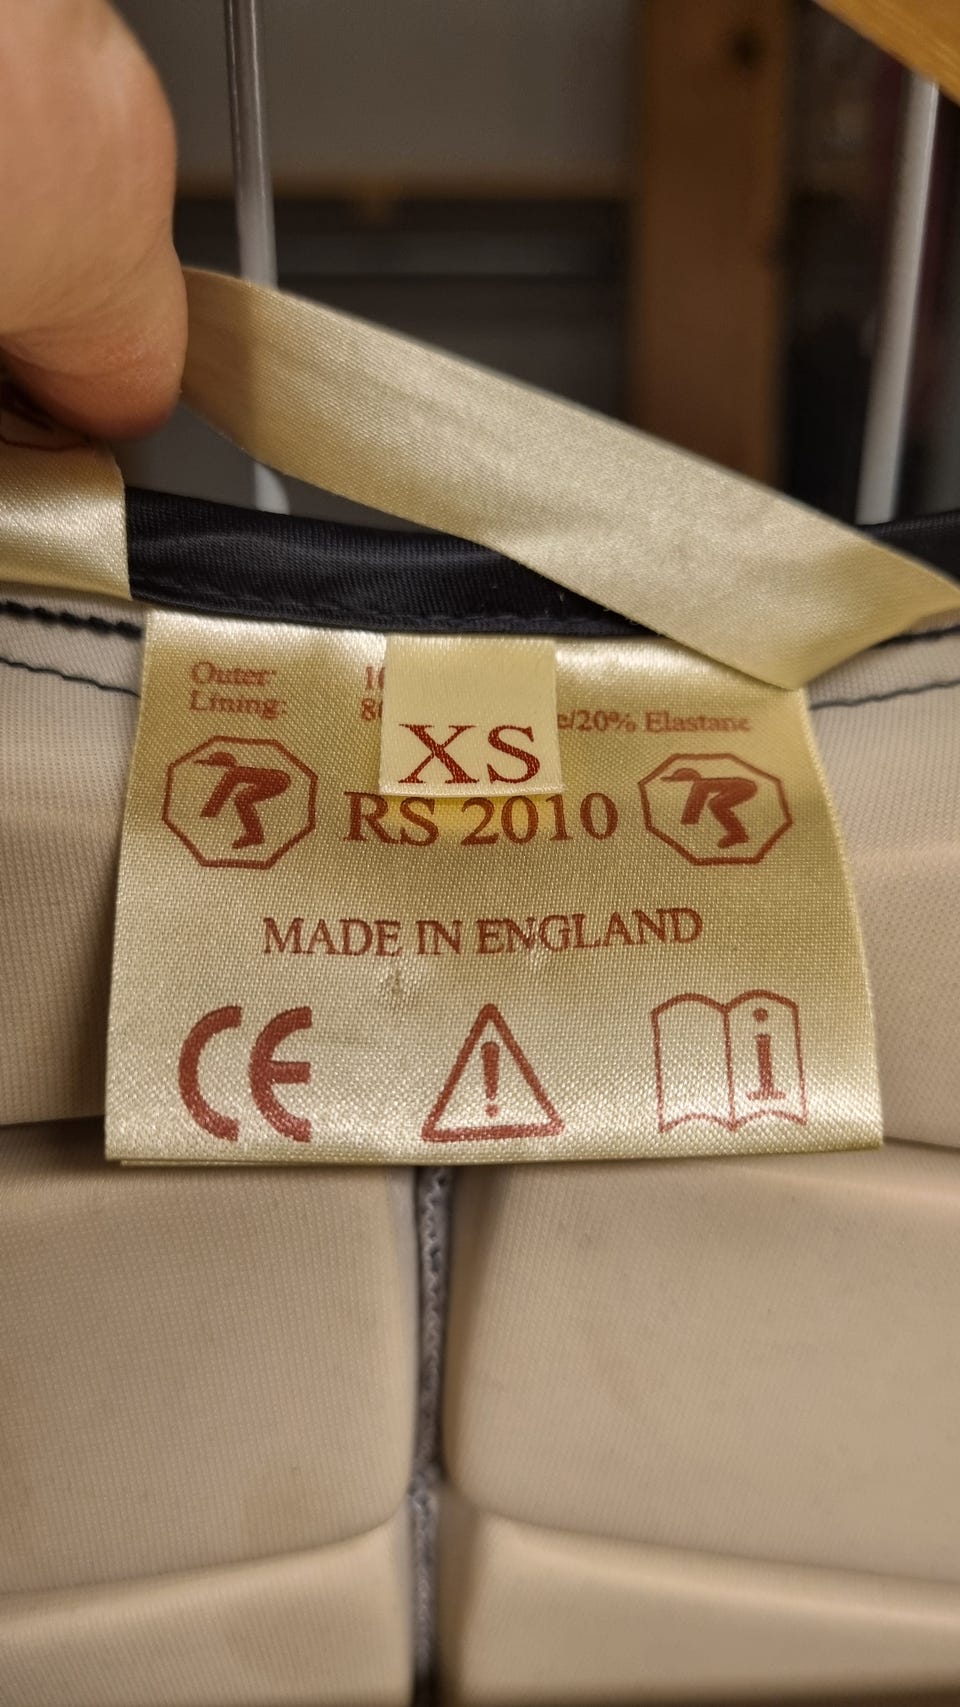 Outer:
Lining: /20% Elastane
XS
RS 2010
MADE IN ENGLAND
CE
i